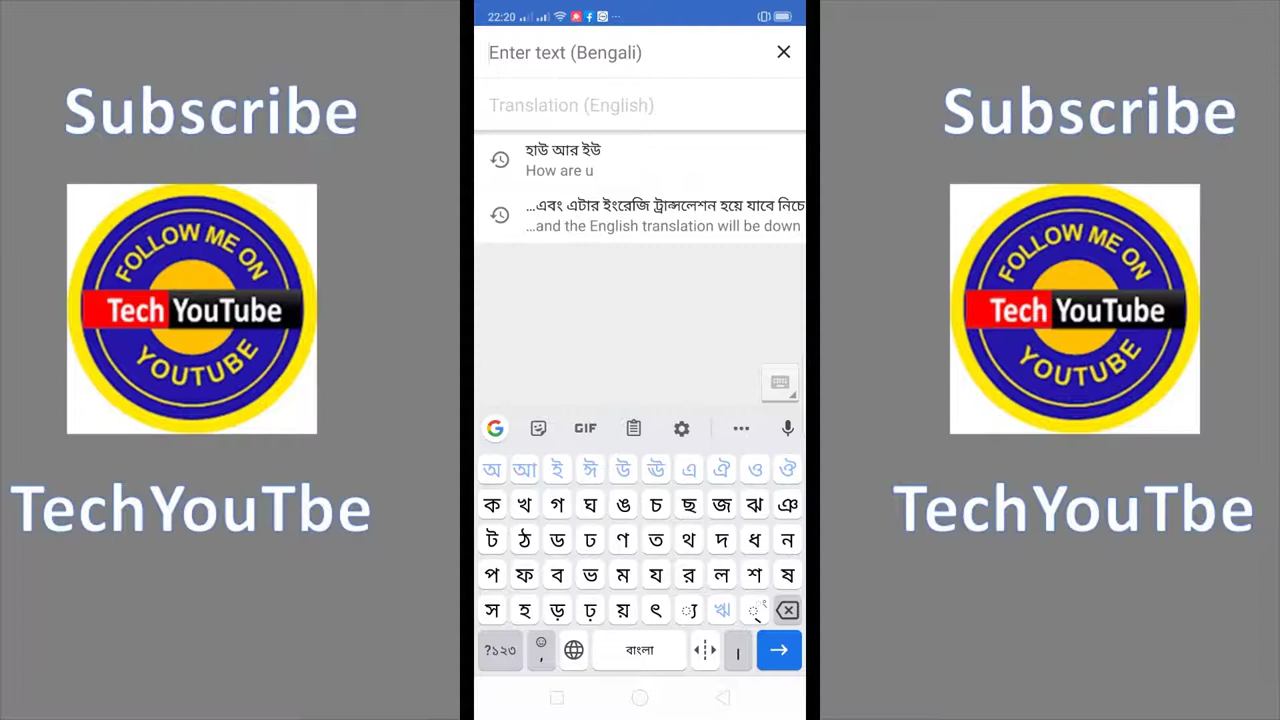 Subscribe
FOLLOW ME ON
Tech YouTube
YOUTUBE
TechYouTbe
22:20
Enter text (Bengali)
Translation (English)
হাউ আর ইউ
How are u
...এবং এটার ইংরেজি ট্রান্সলেশন হয়ে যাবে নিচে
...and the English translation will be down
GIF
অ আ ই ঈ উ ঊ এ ঐ ও ঔ
ক খ গ ঘ ঙ চ ছ জ ঝ ঞ
ট ঠ ড ঢ ণ ত থ দ ধ ন
প ফ ব ভ ম য র ল শ ষ
স হ ড় ঢ় য় ৎ ্য ঋ ্
?১২৩ , বাংলা ।
Subscribe
FOLLOW ME ON
Tech YouTube
YOUTUBE
TechYouTbe